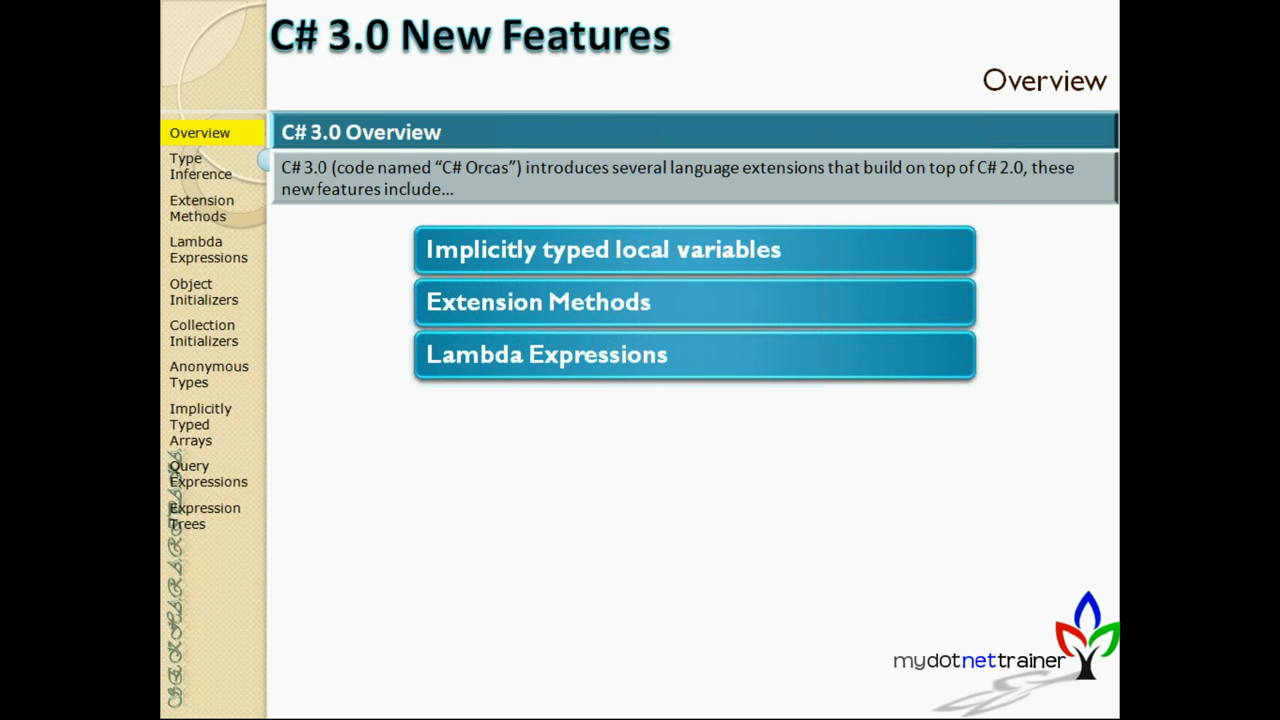 C# 3.0 New Features
Overview
Overview
Type
Inference
Extension
Methods
Lambda
Expressions
Object
Initializers
Collection
Initializers
Anonymous
Types
Implicitly
Typed
Arrays
Query
Expressions
Expression
Trees
C# 3.0 Overview
C# 3.0 (code named “C# Orcas”) introduces several language extensions that build on top of C# 2.0, these
new features include...
Implicitly typed local variables
Extension Methods
Lambda Expressions
mydotnettrainer